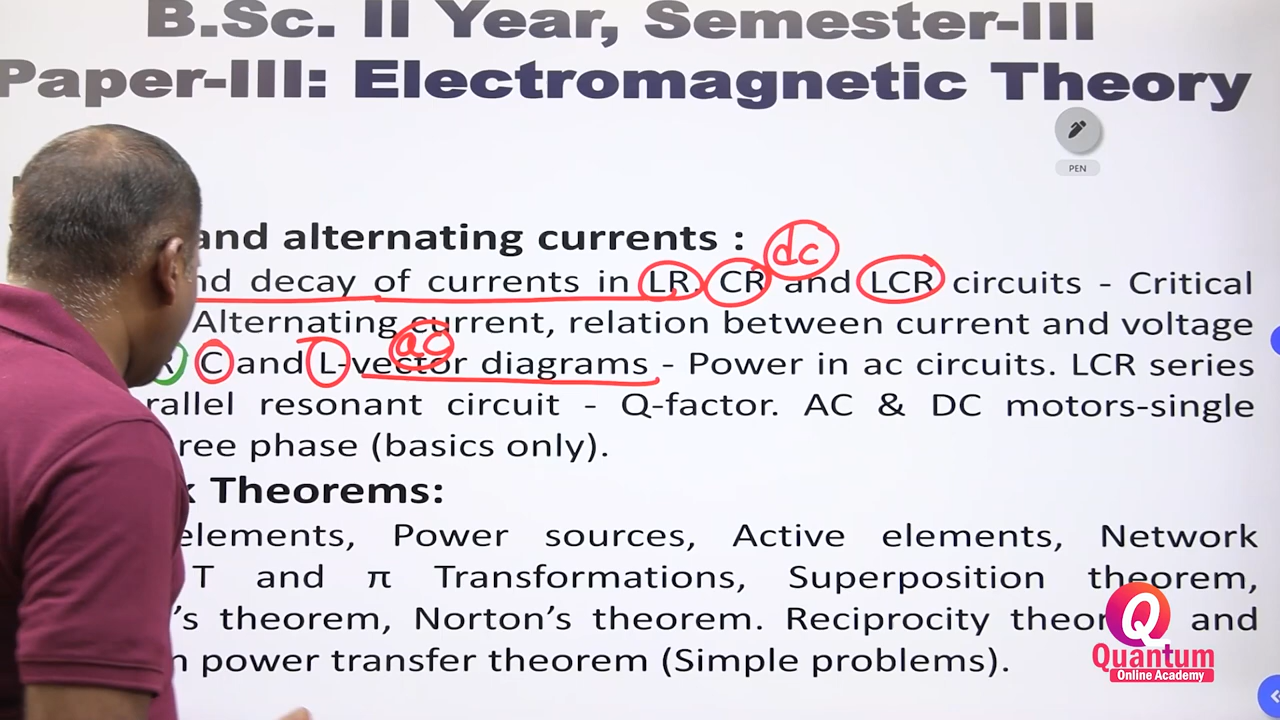 B.Sc. II Year, Semester-III
Paper-III: Electromagnetic Theory
PEN
and alternating currents :
dc
nd decay of currents in LR, CR and LCR circuits - Critical
Alternating current, relation between current and voltage
ac
R C and L-vector diagrams - Power in ac circuits. LCR series
rallel resonant circuit - Q-factor. AC & DC motors-single
ree phase (basics only).
k Theorems:
elements, Power sources, Active elements, Network
T and π Transformations, Superposition theorem,
's theorem, Norton's theorem. Reciprocity theor and
n power transfer theorem (Simple problems).
Q
Quantum
Online Academy